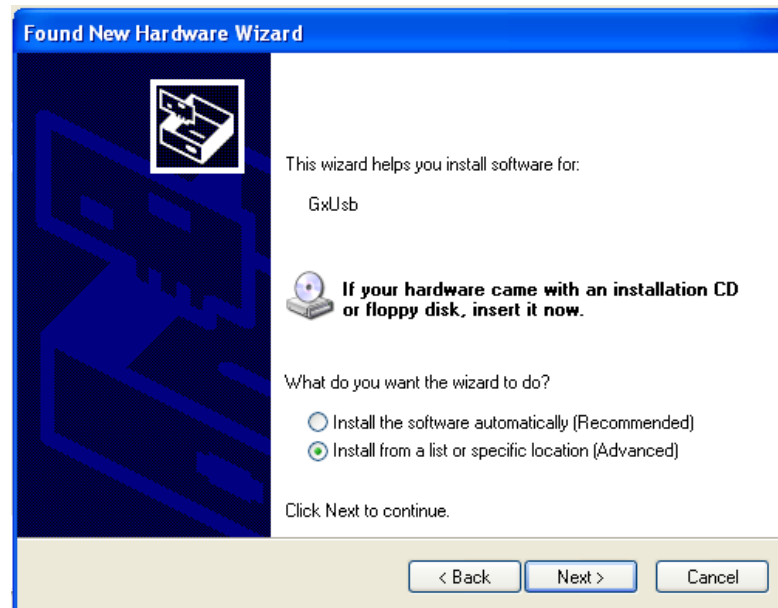 Found New Hardware Wizard
This wizard helps you install software for:
GxUsb
If your hardware came with an installation CD
or floppy disk, insert it now.
What do you want the wizard to do?
Install the software automatically (Recommended)
Install from a list or specific location (Advanced)
Click Next to continue.
< Back Next > Cancel